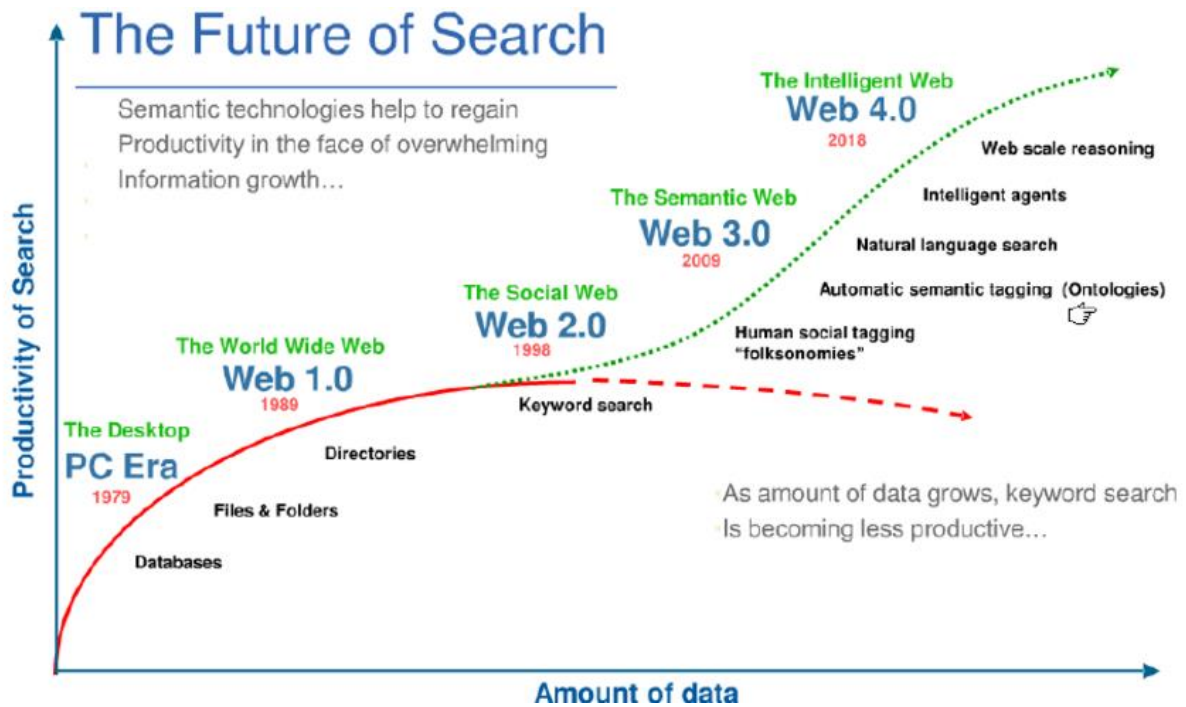 The Future of Search
Semantic technologies help to regain
Productivity in the face of overwhelming
Information growth…
The Intelligent Web
Web 4.0
2018
Web scale reasoning
Intelligent agents
The Semantic Web
Web 3.0
2009
Natural language search
Automatic semantic tagging (Ontologies)
The Social Web
Web 2.0
1998
Human social tagging
“folksonomies”
The World Wide Web
Web 1.0
1989
Keyword search
The Desktop
PC Era
1979
Directories
Files & Folders
Databases
As amount of data grows, keyword search
Is becoming less productive…
Productivity of Search
Amount of data